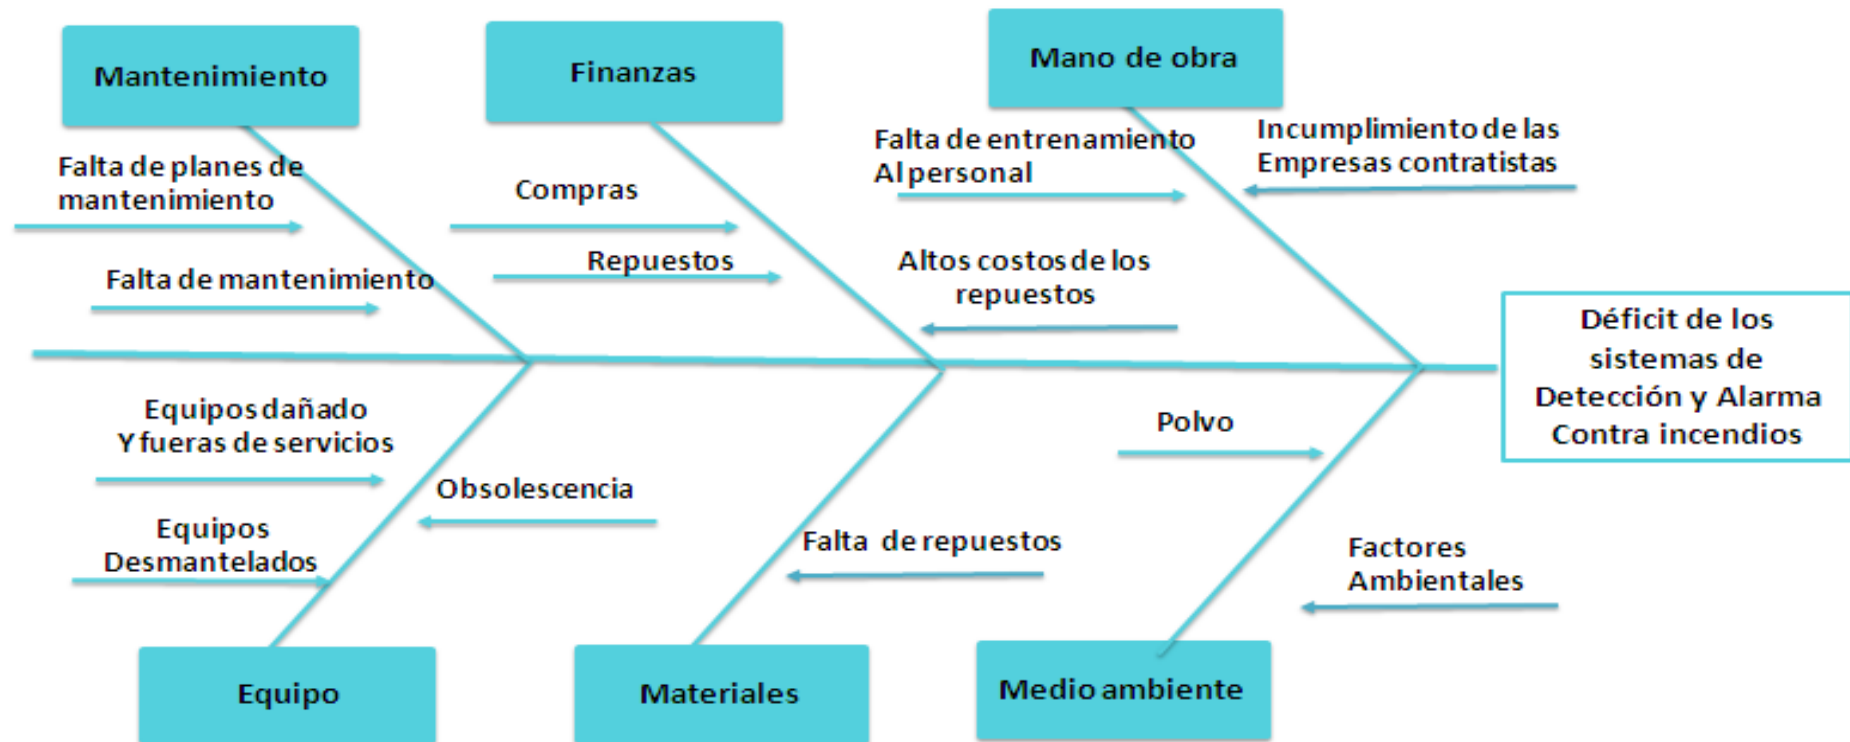 Mantenimiento
Finanzas
Mano de obra
Falta de planes de
mantenimiento
Falta de mantenimiento
Compras
Repuestos
Falta de entrenamiento
Al personal
Incumplimiento de las
Empresas contratistas
Altos costos de los
repuestos
Déficit de los
sistemas de
Detección y Alarma
Contra incendios
Equipos dañado
Y fueras de servicios
Obsolescencia
Equipos
Desmantelados
Falta de repuestos
Polvo
Factores
Ambientales
Equipo
Materiales
Medio ambiente